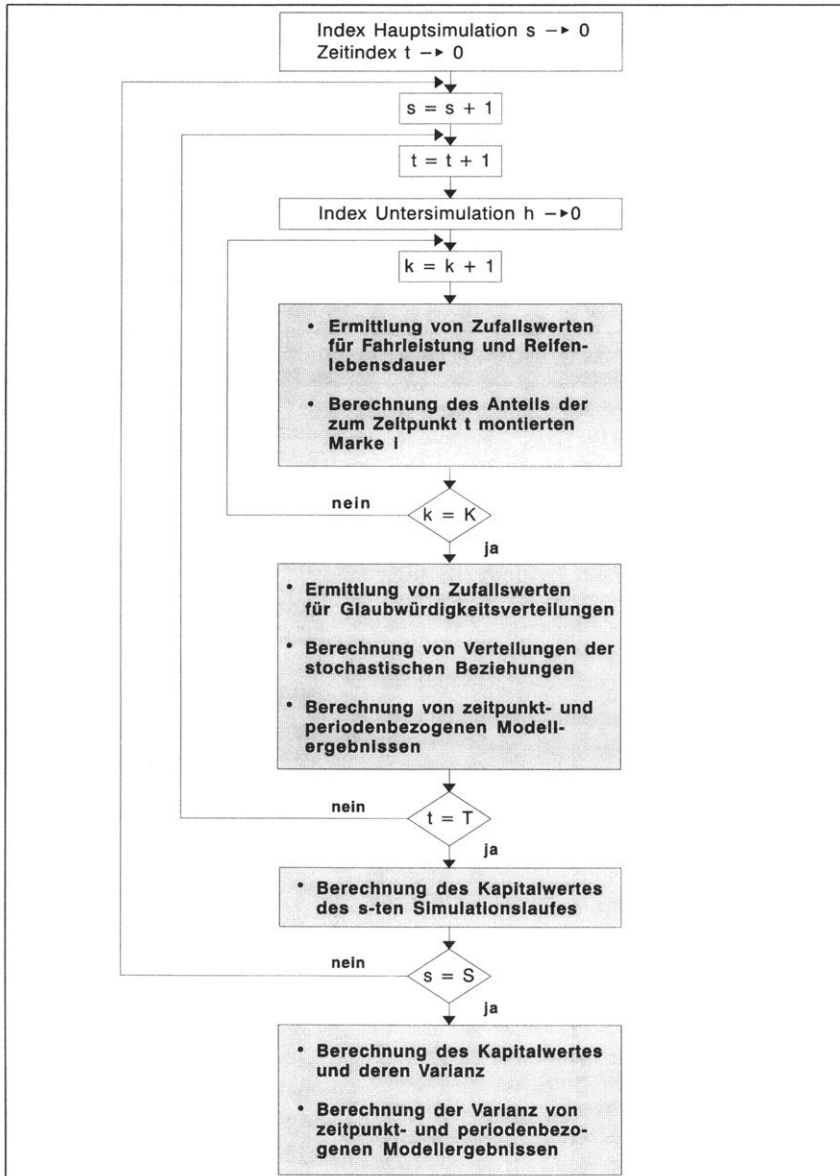 Index Hauptsimulation s → 0
Zeitindex t → 0
s = s + 1
t = t + 1
Index Untersimulation h → 0
k = k + 1
• Ermittlung von Zufallswerten
für Fahrleistung und Reifen-
lebensdauer
• Berechnung des Anteils der
zum Zeitpunkt t montierten
Marke i
nein
k = K
ja
• Ermittlung von Zufallswerten
für Glaubwürdigkeitsverteilungen
• Berechnung von Verteilungen der
stochastischen Beziehungen
• Berechnung von zeitpunkt- und
periodenbezogenen Modell-
ergebnissen
nein
t = T
ja
• Berechnung des Kapitalwertes
des s-ten Simulationslaufes
nein
s = S
ja
• Berechnung des Kapitalwertes
und deren Varianz
• Berechnung der Varianz von
zeitpunkt- und periodenbezo-
genen Modellergebnissen